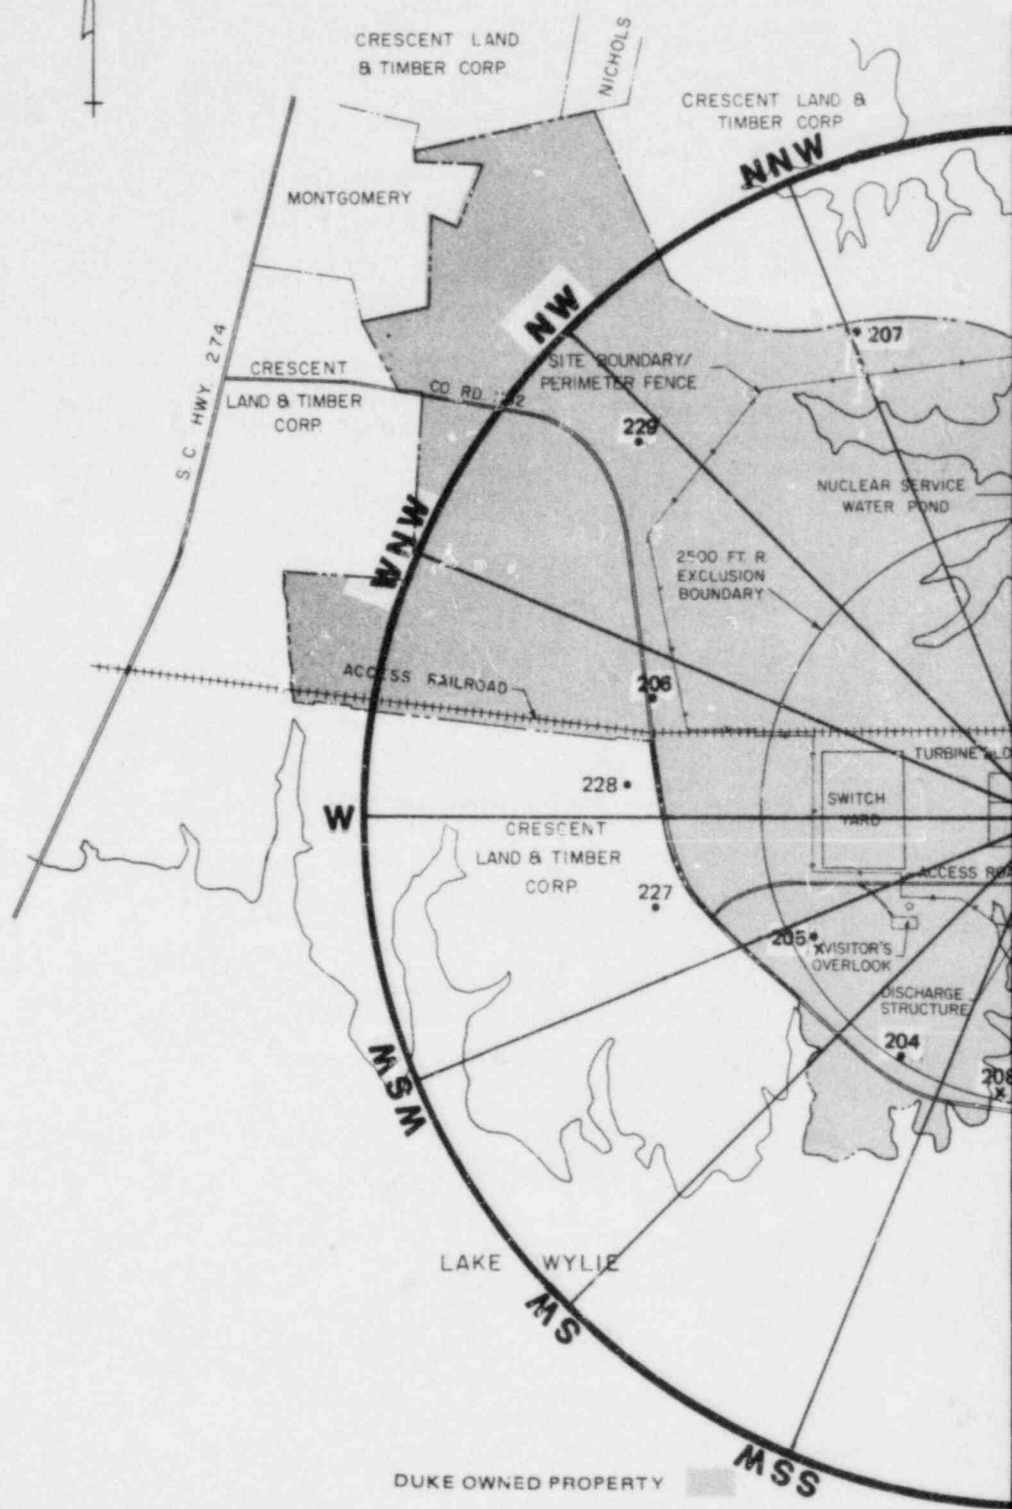 CRESCENT LAND
& TIMBER CORP.
NICHOLS
CRESCENT LAND &
TIMBER CORP
NNW
MONTGOMERY
NW
207
S.C. HWY. 274
SITE BOUNDARY/
PERIMETER FENCE
CRESCENT
LAND & TIMBER
CORP.
CO RD
229
NUCLEAR SERVICE
WATER POND
WNW
2500 FT. R.
EXCLUSION
BOUNDARY
ACCESS RAILROAD
206
TURBINE
228
SWITCH
YARD
W
CRESCENT
LAND & TIMBER
CORP.
ACCESS
227
205
VISITOR'S
OVERLOOK
DISCHARGE
STRUCTURE
204
208
WSW
LAKE WYLIE
SW
SSW
DUKE OWNED PROPERTY